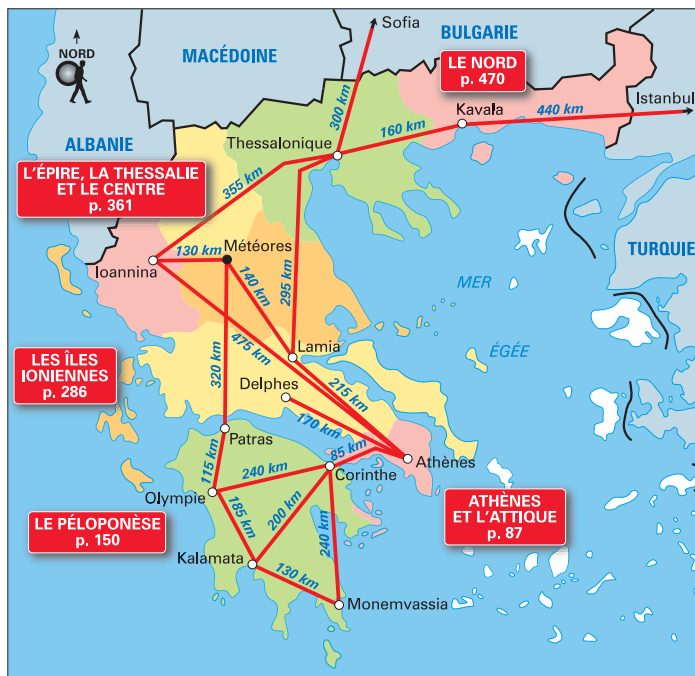 Sofia
BULGARIE
NORD
MACÉDOINE
LE NORD
p. 470
Kavala
Istanbul
300 km
440 km
160 km
ALBANIE
Thessalonique
L'ÉPIRE, LA THESSALIE
ET LE CENTRE
p. 361
355 km
Météores
130 km
Ioannina
140 km
295 km
TURQUIE
MER
ÉGÉE
475 km
Lamia
LES ÎLES
IONIENNES
p. 286
320 km
Delphes
215 km
170 km
Patras
85 km
Athènes
115 km
240 km
Corinthe
Olympie
185 km
200 km
LE PÉLOPONÈSE
p. 150
ATHÈNES
ET L'ATTIQUE
p. 87
240 km
Kalamata
130 km
Monemvassia